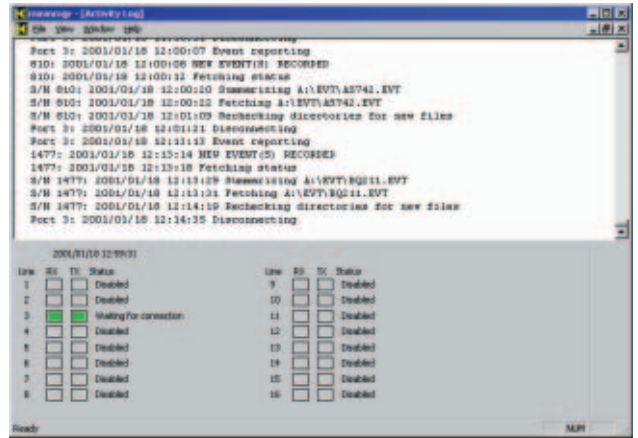 [Activity Log]
File View Window Help
Port 3: 2001/01/18 12:00:07 Event reporting
810: 2001/01/18 12:00:08 NEW EVENT(S) RECORDED
810: 2001/01/18 12:00:12 Fetching status
S/N 810: 2001/01/18 12:00:20 Summarizing A:\EVT\AS742.EVT
S/N 810: 2001/01/18 12:00:22 Fetching A:\EVT\AS742.EVT
S/N 810: 2001/01/18 12:01:09 Rechecking directories for new files
Port 3: 2001/01/18 12:01:21 Disconnecting
Port 3: 2001/01/18 12:13:13 Event reporting
1477: 2001/01/18 12:13:14 NEW EVENT(S) RECORDED
1477: 2001/01/18 12:13:18 Fetching status
S/N 1477: 2001/01/18 12:13:29 Summarizing A:\EVT\BQ211.EVT
S/N 1477: 2001/01/18 12:13:31 Fetching A:\EVT\BQ211.EVT
S/N 1477: 2001/01/18 12:14:19 Rechecking directories for new files
Port 3: 2001/01/18 12:14:35 Disconnecting
2001/01/18 12:59:31
Line RX TX Status Line RX TX Status
1 Disabled 9 Disabled
2 Disabled 10 Disabled
3 Waiting for connection 11 Disabled
4 Disabled 12 Disabled
5 Disabled 13 Disabled
6 Disabled 14 Disabled
7 Disabled 15 Disabled
8 Disabled 16 Disabled
Ready NUM